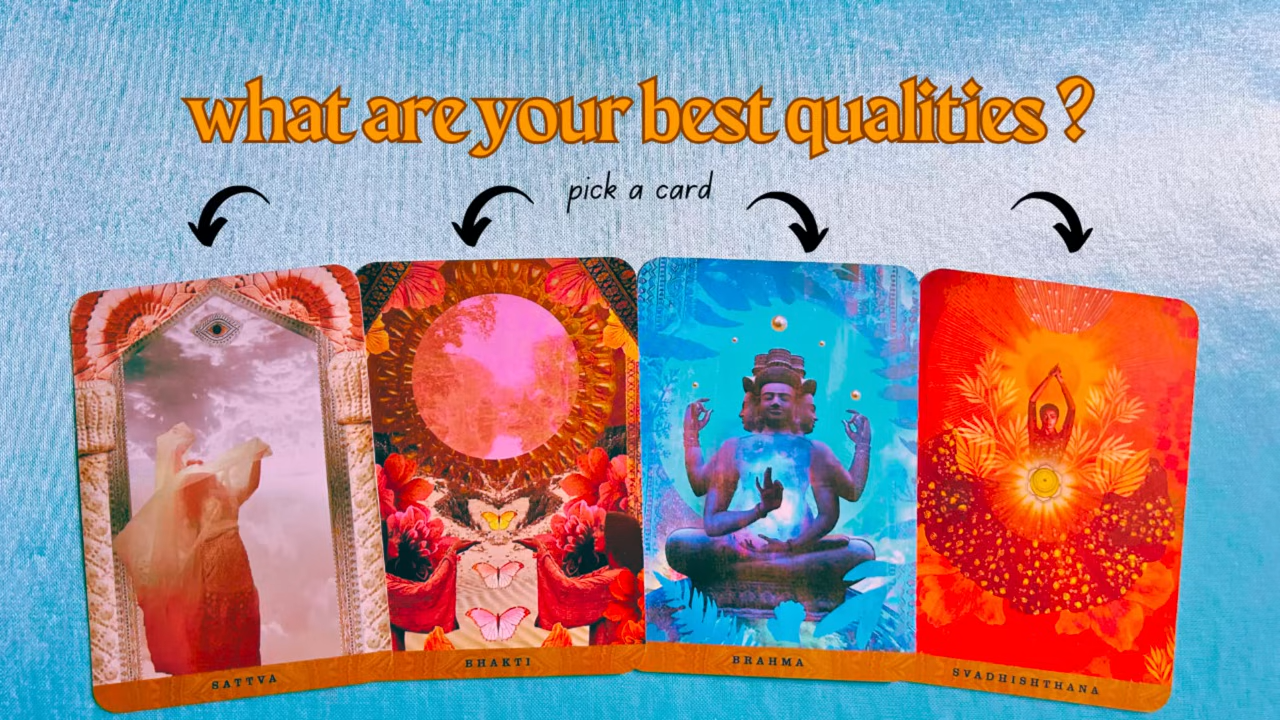 what are your best qualities ?
pick a card
SATTVA
BHAKTI
BRAHMA
SVADHISHTHANA